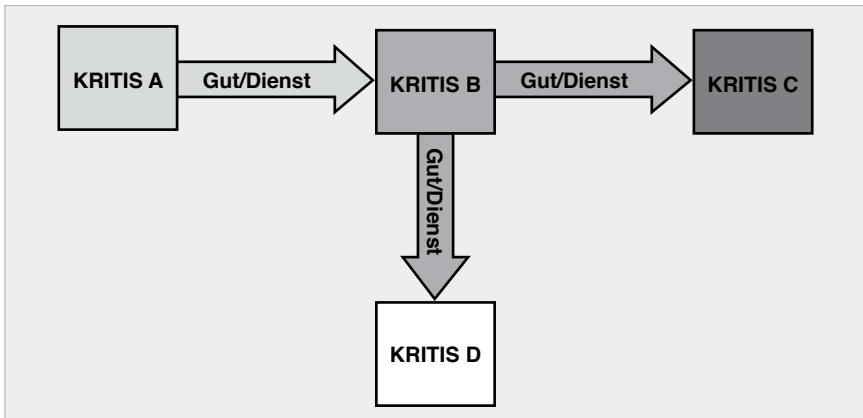 KRITIS A
Gut/Dienst
KRITIS B
Gut/Dienst
KRITIS C
Gut/Dienst
KRITIS D